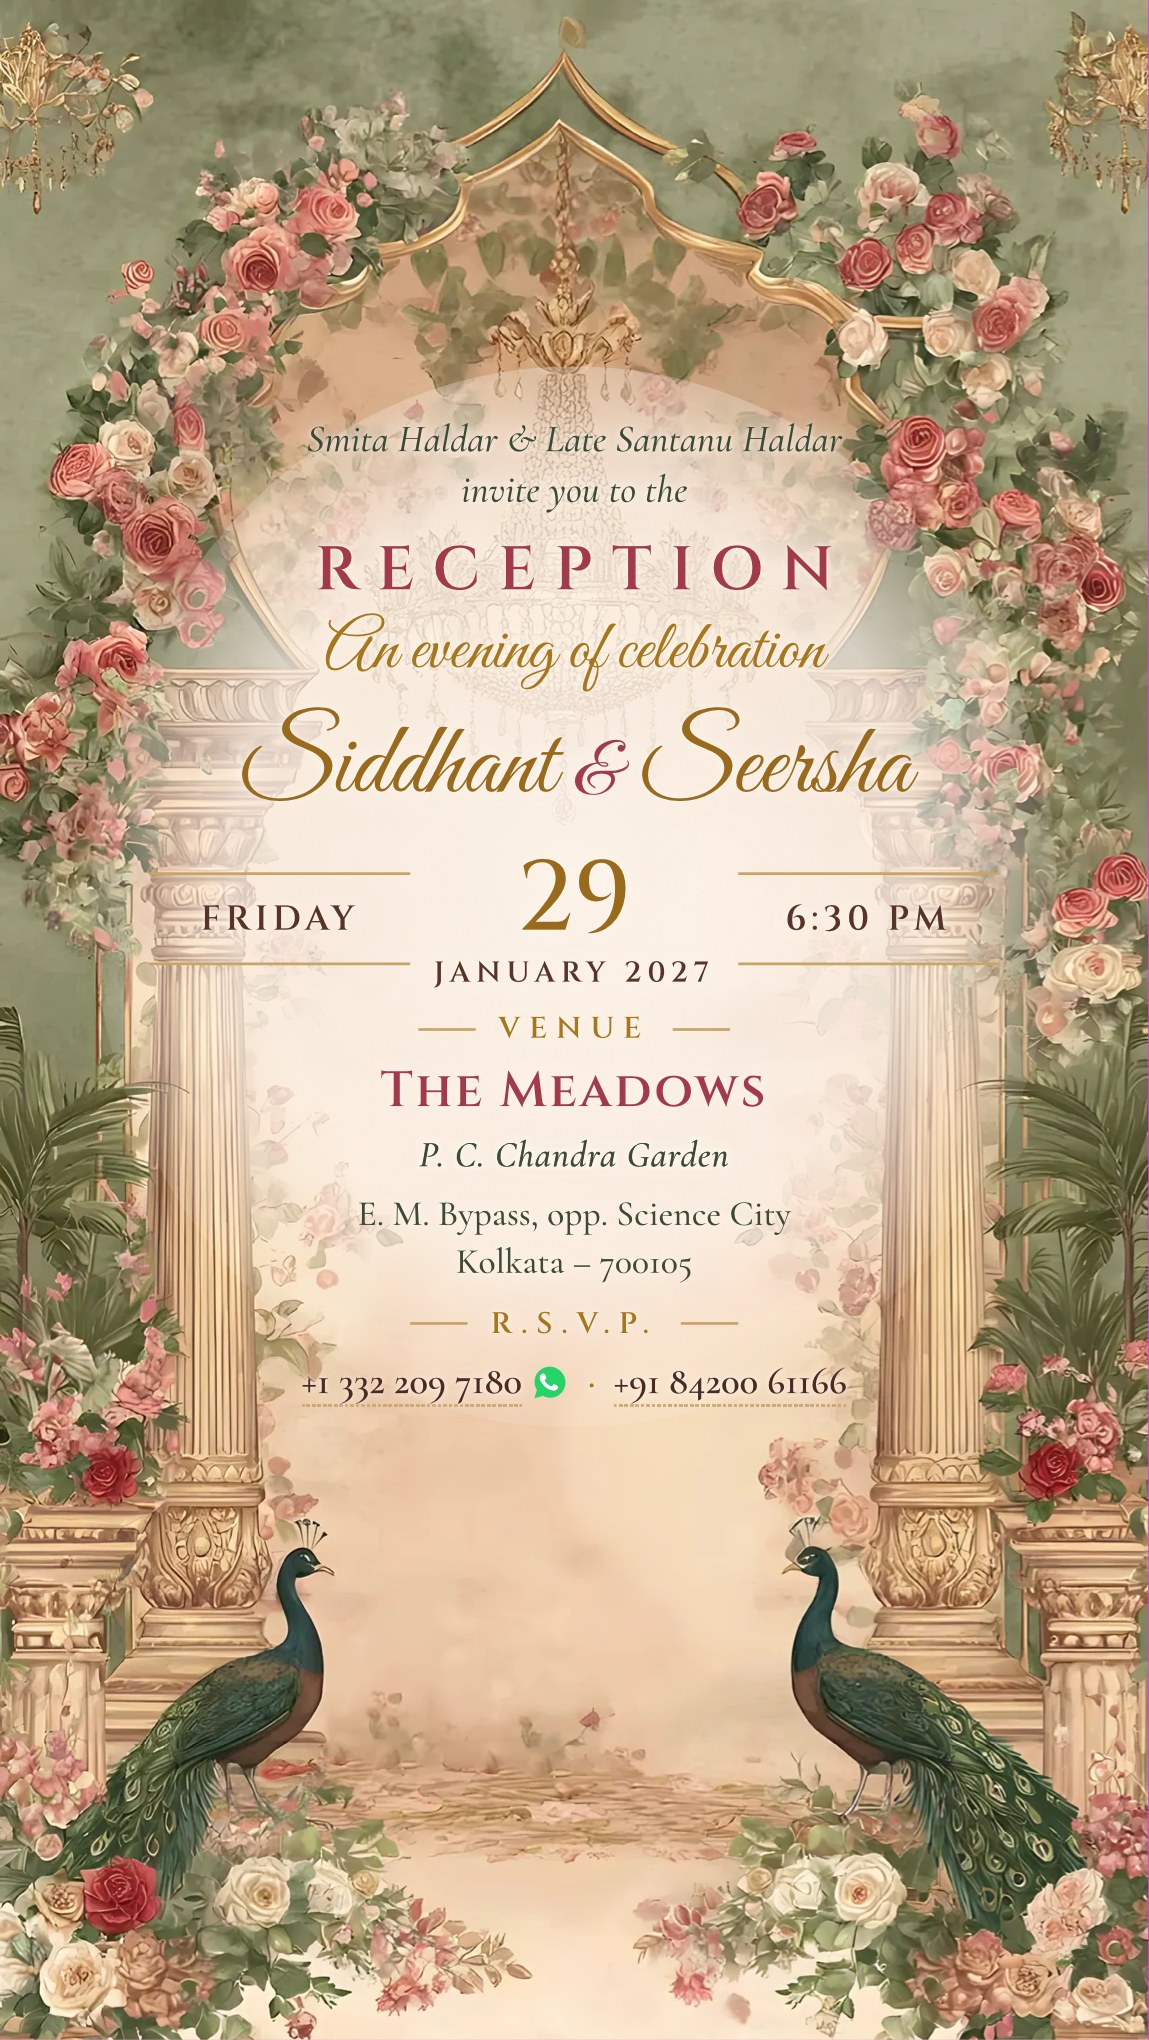 Smita Haldar & Late Santanu Haldar
invite you to the
RECEPTION
An evening of celebration
Siddhant & Seersha
FRIDAY
29
6:30 PM
JANUARY 2027
VENUE
THE MEADOWS
P. C. Chandra Garden
E. M. Bypass, opp. Science City
Kolkata – 700105
R.S.V.P.
+1 332 209 7180 · +91 84200 61166